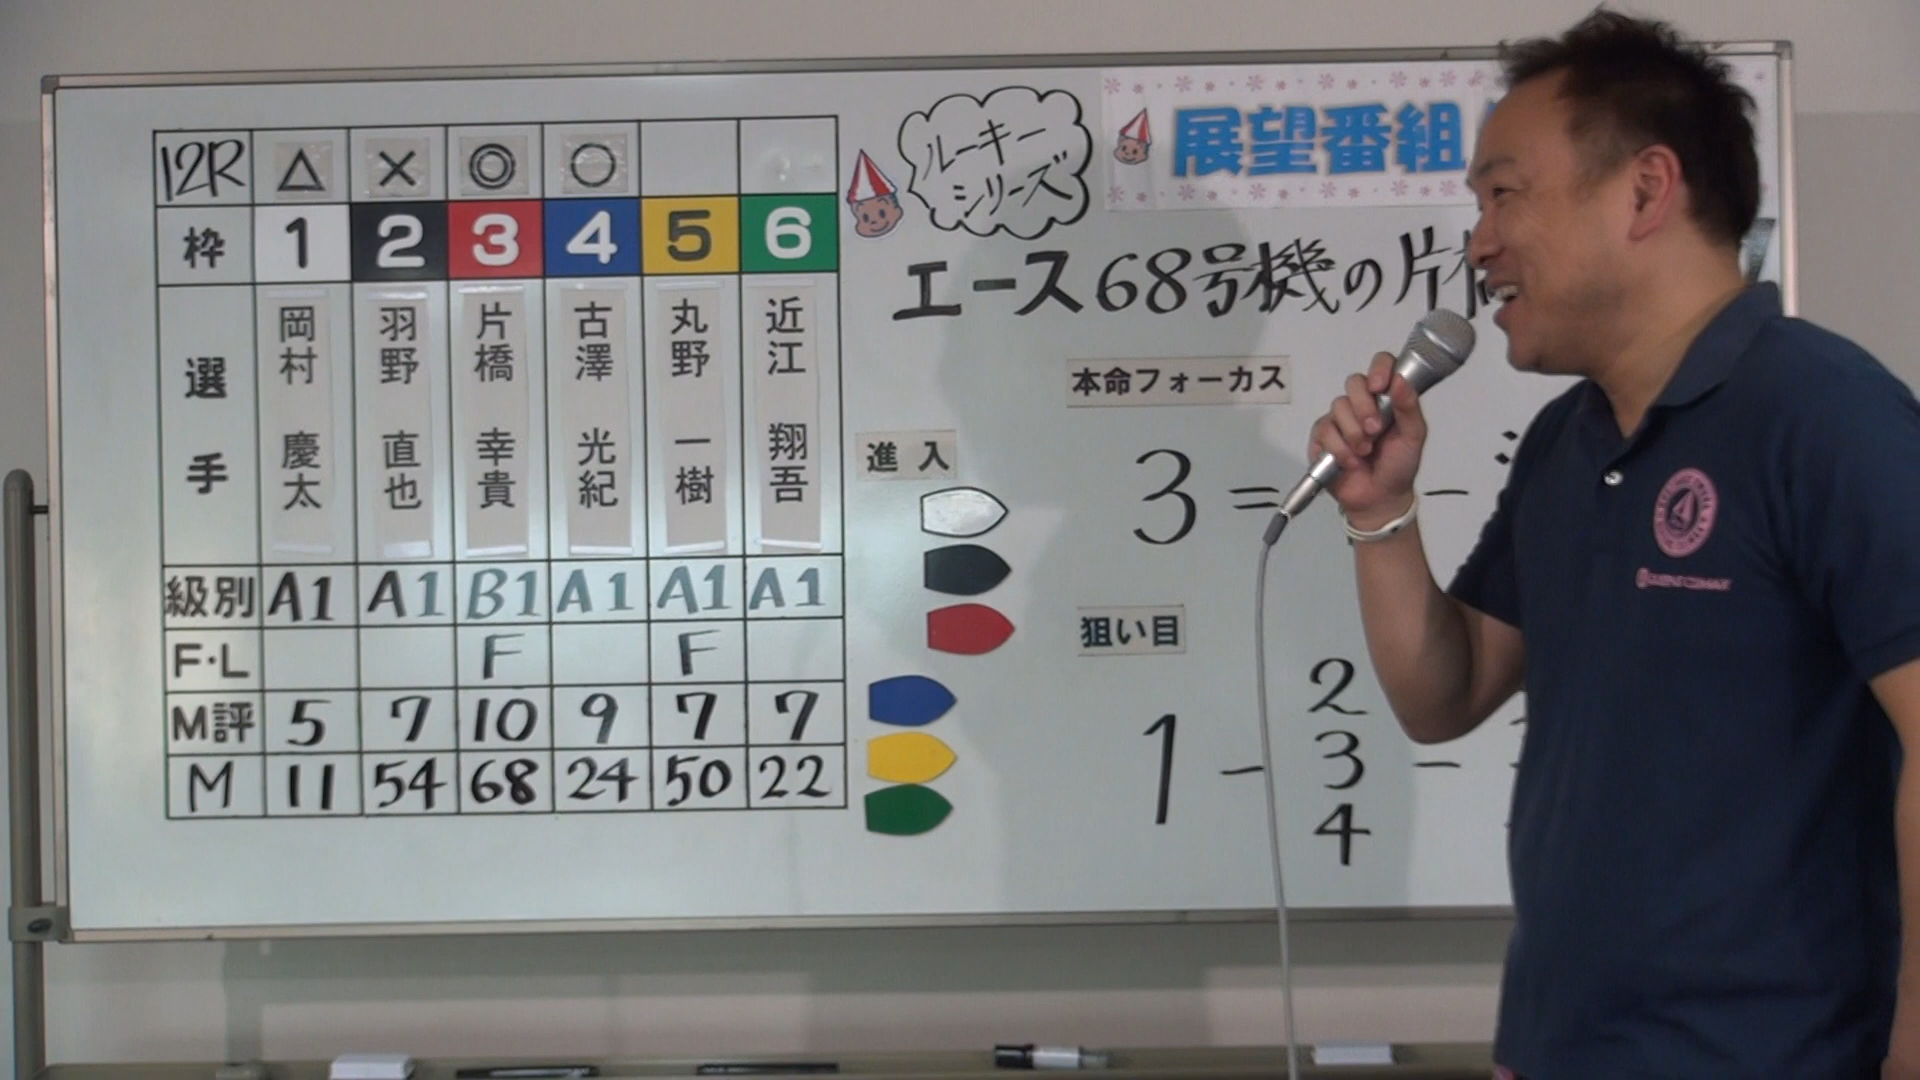 12R △ × ◎ ○
枠 1 2 3 4 5 6
選手 岡村 慶太 羽野 直也 片橋 幸貴 古澤 光紀 丸野 一樹 近江 翔吾
級別 A1 A1 B1 A1 A1 A1
F・L F F
M評 5 7 10 9 7 7
M 11 54 68 24 50 22
ルーキー
シリーズ
展望番組
エース68号機の片
進入
本命フォーカス
3 = -
狙い目
2
1 - 3 -
4